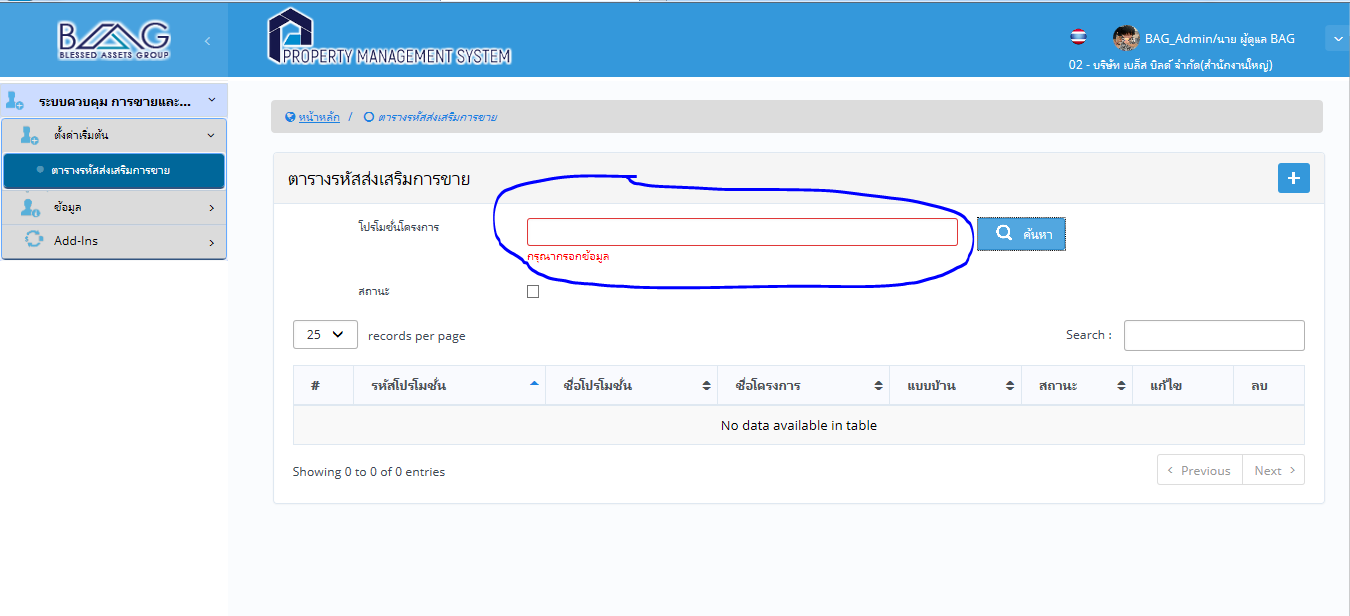 BAG
BLESSED ASSETS GROUP
PROPERTY MANAGEMENT SYSTEM
BAG_Admin/นาย ผู้ดูแล BAG
02 - บริษัท เบล็ส บิลด์ จำกัด(สำนักงานใหญ่)
ระบบควบคุม การขายและ...
ตั้งค่าเริ่มต้น
ตารางรหัสส่งเสริมการขาย
ข้อมูล
Add-Ins
หน้าหลัก / ตารางรหัสส่งเสริมการขาย
ตารางรหัสส่งเสริมการขาย
โปรโมชั่นโครงการ
ค้นหา
กรุณากรอกข้อมูล
สถานะ
25 records per page
Search :
# รหัสโปรโมชั่น ชื่อโปรโมชั่น ชื่อโครงการ แบบบ้าน สถานะ แก้ไข ลบ
No data available in table
Showing 0 to 0 of 0 entries
Previous Next